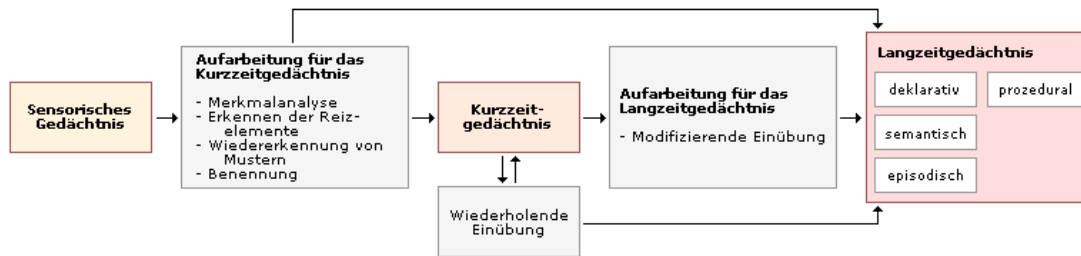 Sensorisches
Gedächtnis
Aufarbeitung für das
Kurzzeitgedächtnis
- Merkmalanalyse
- Erkennen der Reiz-
elemente
- Wiedererkennung von
Mustern
- Benennung
Kurzzeit-
gedächtnis
Wiederholende
Einübung
Aufarbeitung für das
Langzeitgedächtnis
- Modifizierende Einübung
Langzeitgedächtnis
deklarativ
prozedural
semantisch
episodisch